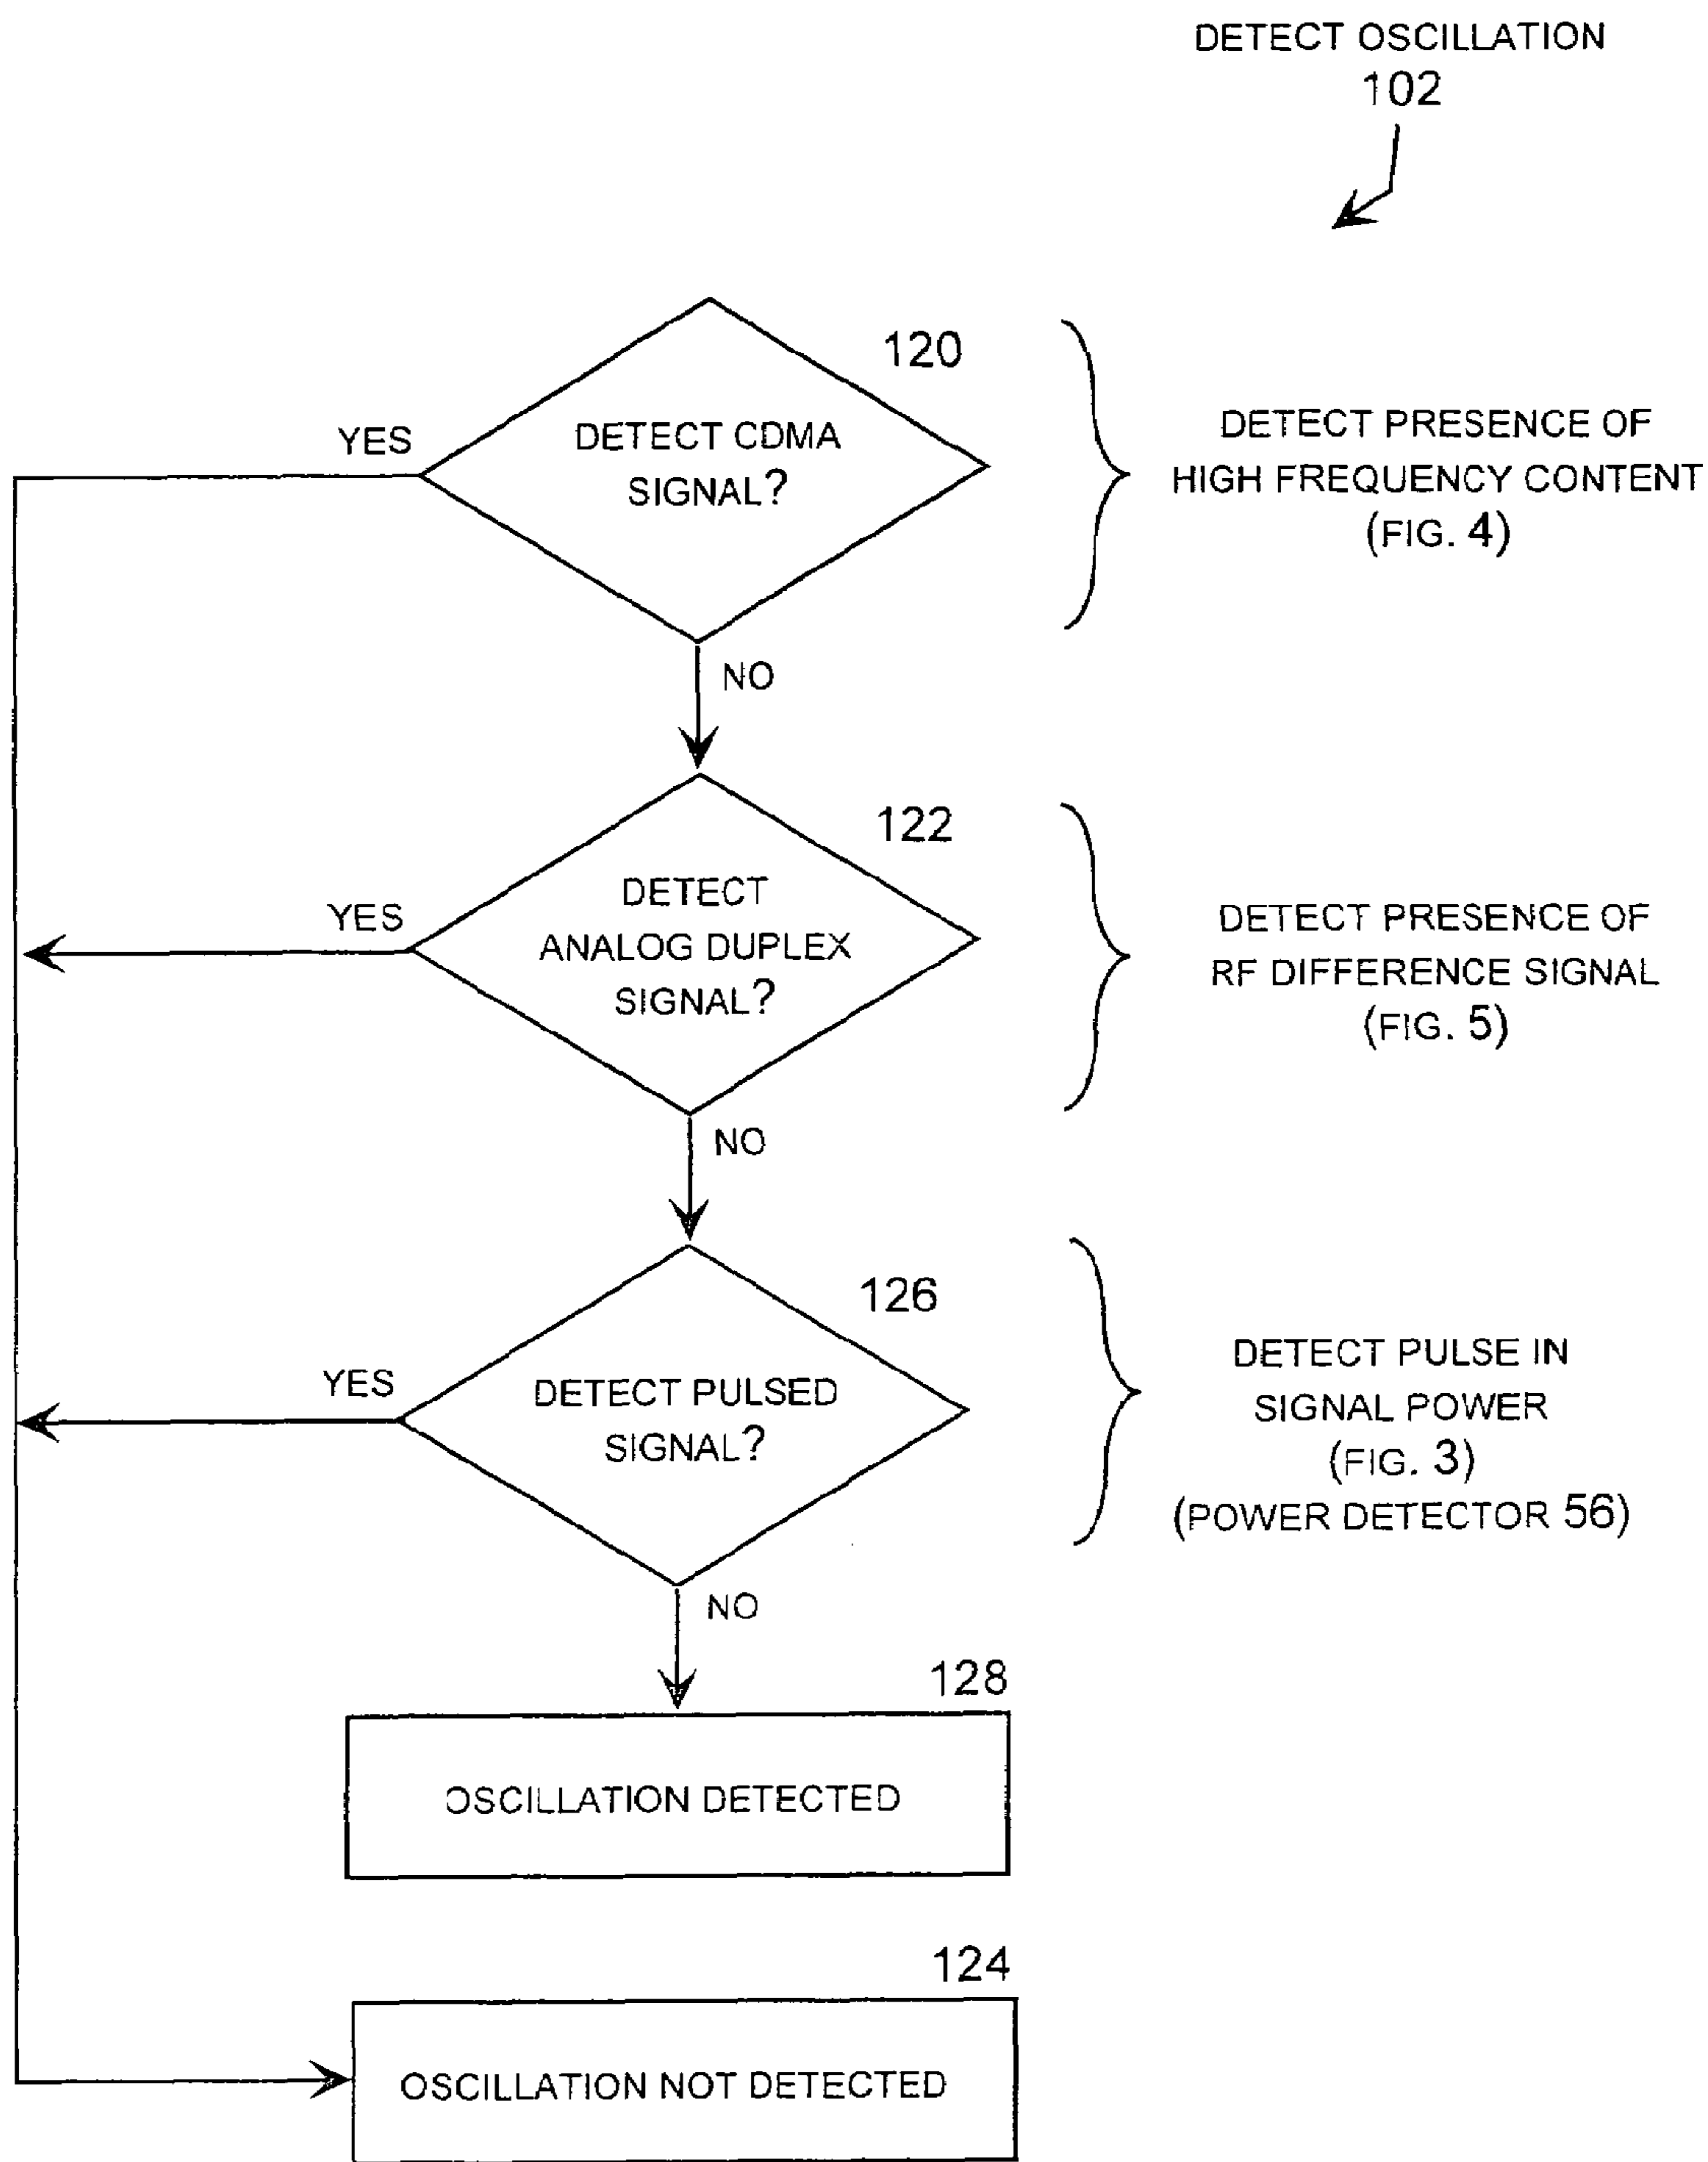 DETECT OSCILLATION
102
120
YES
DETECT CDMA
SIGNAL?
DETECT PRESENCE OF
HIGH FREQUENCY CONTENT
(FIG. 4)
NO
122
YES
DETECT
ANALOG DUPLEX
SIGNAL?
DETECT PRESENCE OF
RF DIFFERENCE SIGNAL
(FIG. 5)
NO
126
YES
DETECT PULSED
SIGNAL?
DETECT PULSE IN
SIGNAL POWER
(FIG. 3)
(POWER DETECTOR 56)
NO
128
OSCILLATION DETECTED
124
OSCILLATION NOT DETECTED